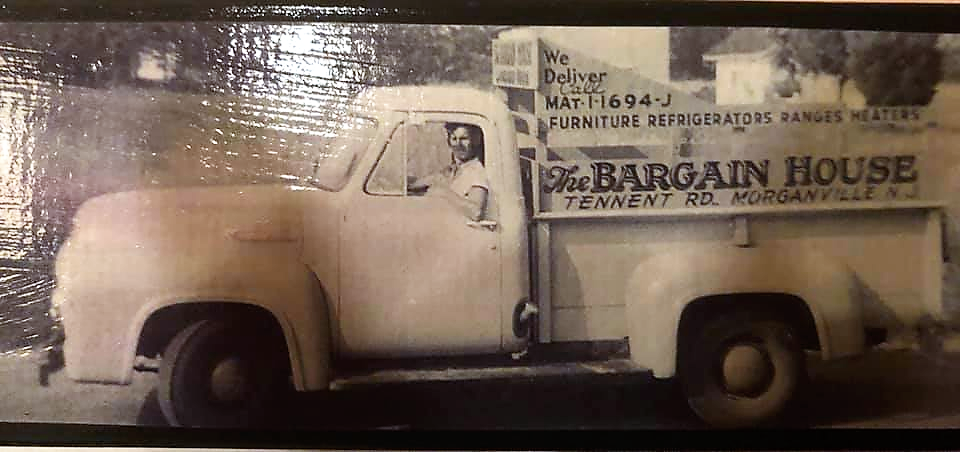 We
Deliver
Call
MAT-1-1694-J
FURNITURE REFRIGERATORS RANGES HEATERS
The BARGAIN HOUSE
TENNENT RD. MORGANVILLE N.J